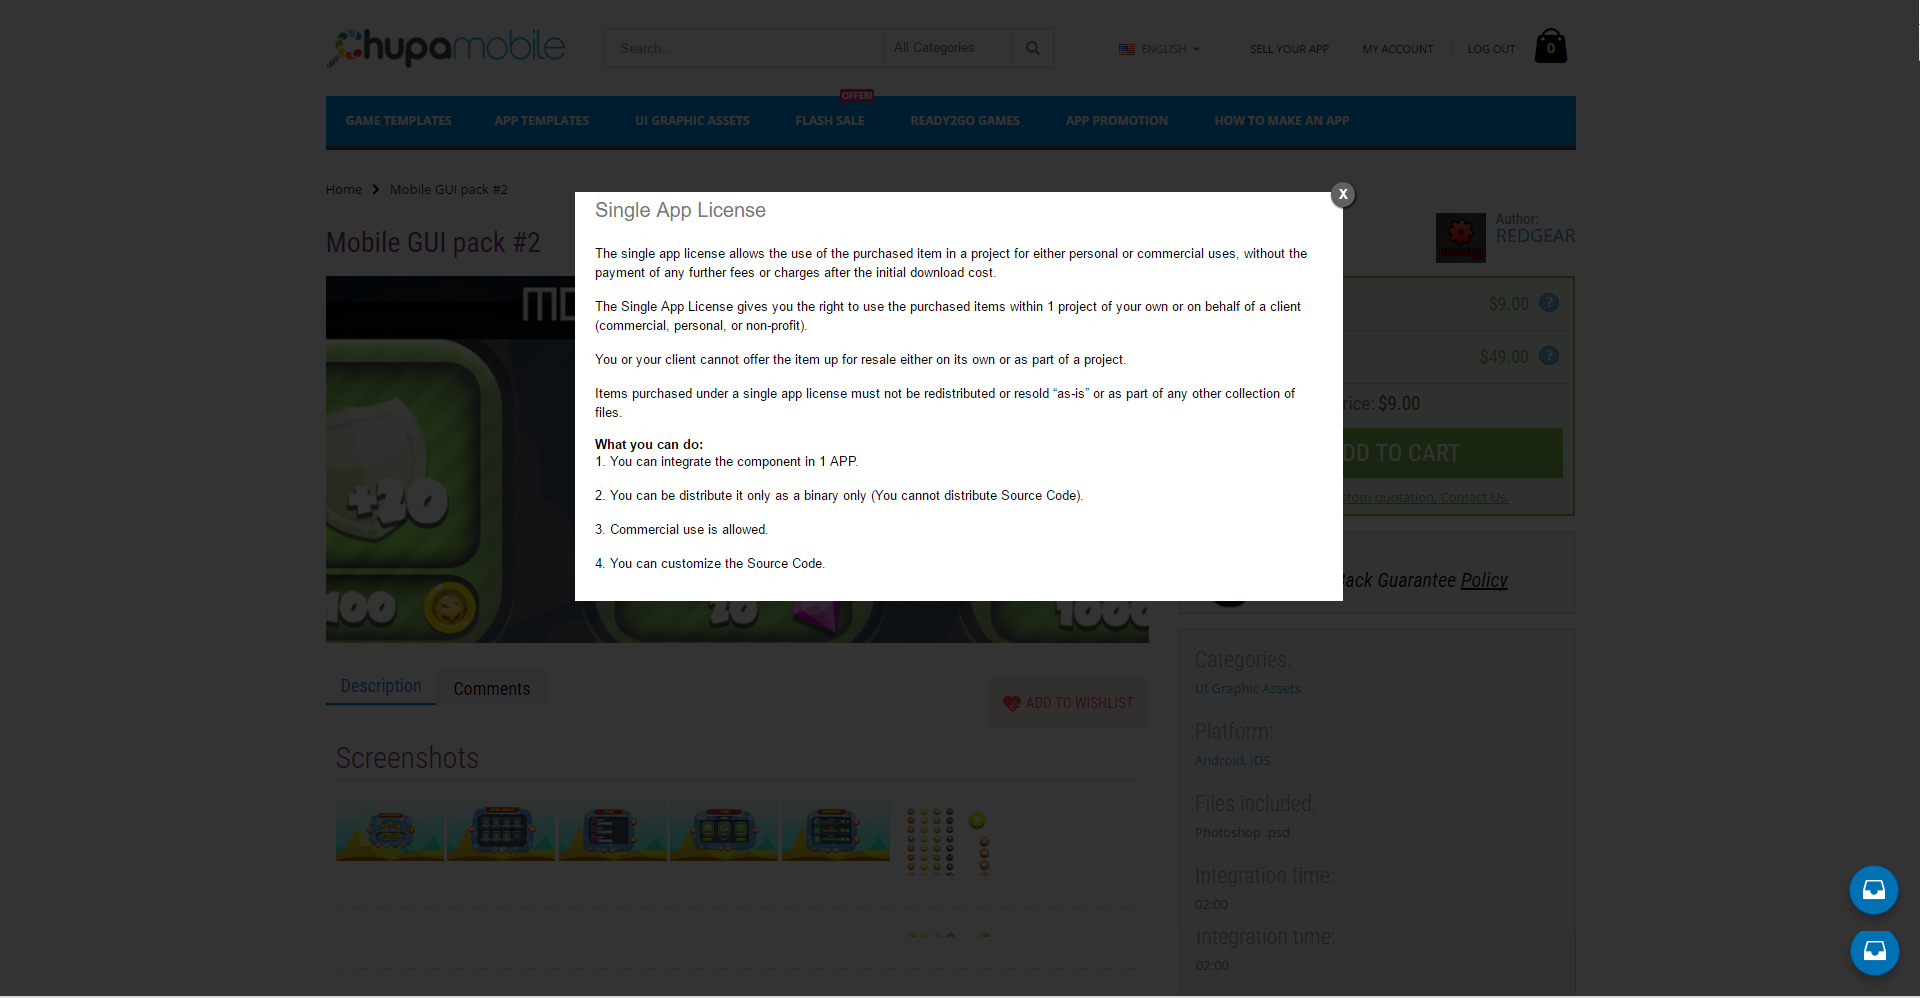 Chupamobile
Search...
All Categories
ENGLISH
SELL YOUR APP
MY ACCOUNT
LOG OUT
0
OFFER!
GAME TEMPLATES
APP TEMPLATES
UI GRAPHIC ASSETS
FLASH SALE
READY2GO GAMES
APP PROMOTION
HOW TO MAKE AN APP
Home
Mobile GUI pack #2
Mobile GUI pack #2
Author:
REDGEAR
X
Single App License
The single app license allows the use of the purchased item in a project for either personal or commercial uses, without the
payment of any further fees or charges after the initial download cost.
The Single App License gives you the right to use the purchased items within 1 project of your own or on behalf of a client
(commercial, personal, or non-profit).
You or your client cannot offer the item up for resale either on its own or as part of a project.
Items purchased under a single app license must not be redistributed or resold “as-is” or as part of any other collection of
files.
What you can do:
1. You can integrate the component in 1 APP.
2. You can be distribute it only as a binary only (You cannot distribute Source Code).
3. Commercial use is allowed.
4. You can customize the Source Code.
$9.00 ?
$49.00 ?
rice: $9.00
DD TO CART
stom quotation, Contact Us.
Back Guarantee Policy
+20
100
20
1000
Description
Comments
ADD TO WISHLIST
Screenshots
Categories:
UI Graphic Assets
Platform:
Android, iOS
Files included:
Photoshop .psd
Integration time:
02:00
Integration time:
02:00